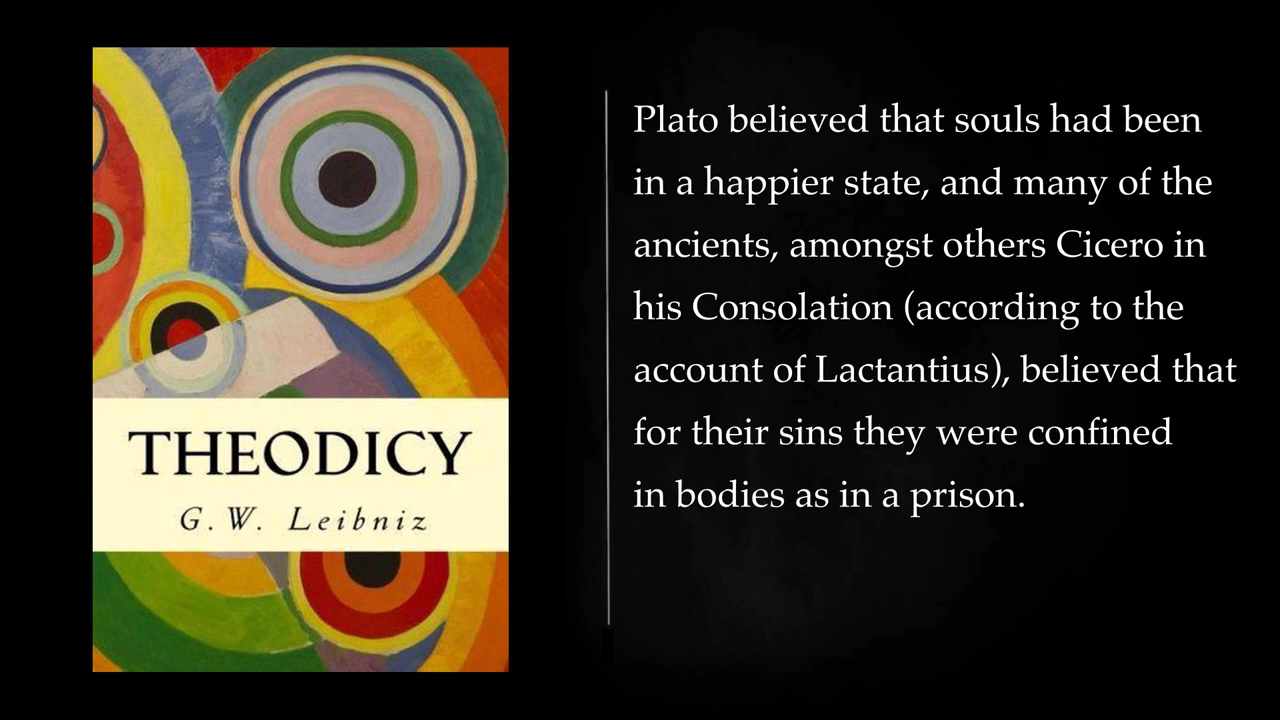 THEODICY
G. W. Leibniz
Plato believed that souls had been
in a happier state, and many of the
ancients, amongst others Cicero in
his Consolation (according to the
account of Lactantius), believed that
for their sins they were confined
in bodies as in a prison.